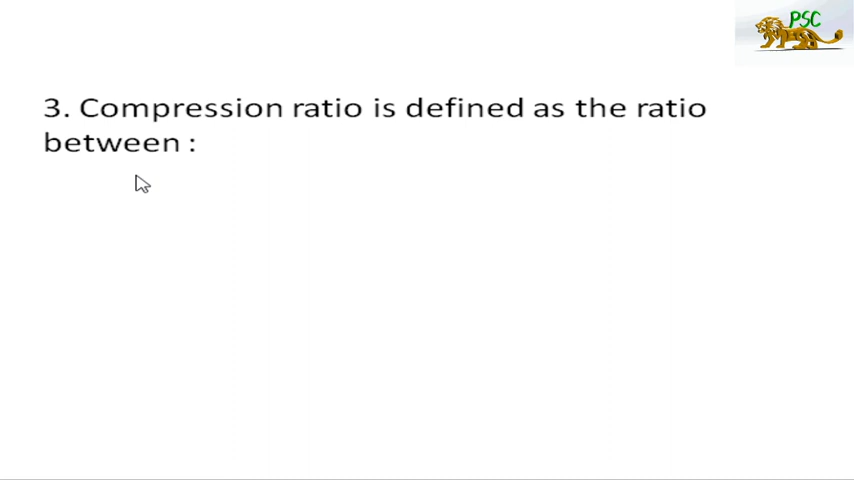 PSC
3. Compression ratio is defined as the ratio
between :